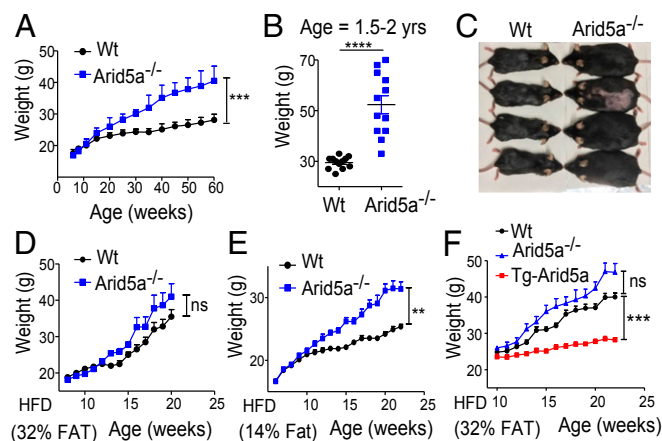 A
Wt
Arid5a-/-
Weight (g)
50
40
30
20
10
***
0 10 20 30 40 50 60
Age (weeks)
B
Age = 1.5-2 yrs
****
Weight (g)
70
50
30
Wt
Arid5a-/-
C
Wt Arid5a-/-
D
Wt
Arid5a-/-
Weight (g)
50
40
30
20
ns
10 15 20 25
HFD
(32% FAT)
Age (weeks)
E
Wt
Arid5a-/-
Weight (g)
30
20
**
10 15 20 25
HFD
(14% Fat)
Age (weeks)
F
Wt
Arid5a-/-
Tg-Arid5a
Weight (g)
50
40
30
20
ns
***
10 15 20 25
HFD
(32% FAT)
Age (weeks)